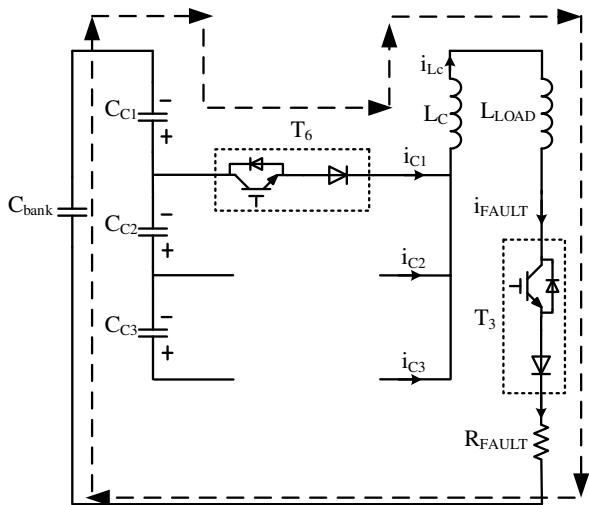 i_Lc
C_C1
−
+
L_C
L_LOAD
T_6
i_C1
C_bank
C_C2
−
+
i_FAULT
i_C2
C_C3
−
+
T_3
i_C3
R_FAULT